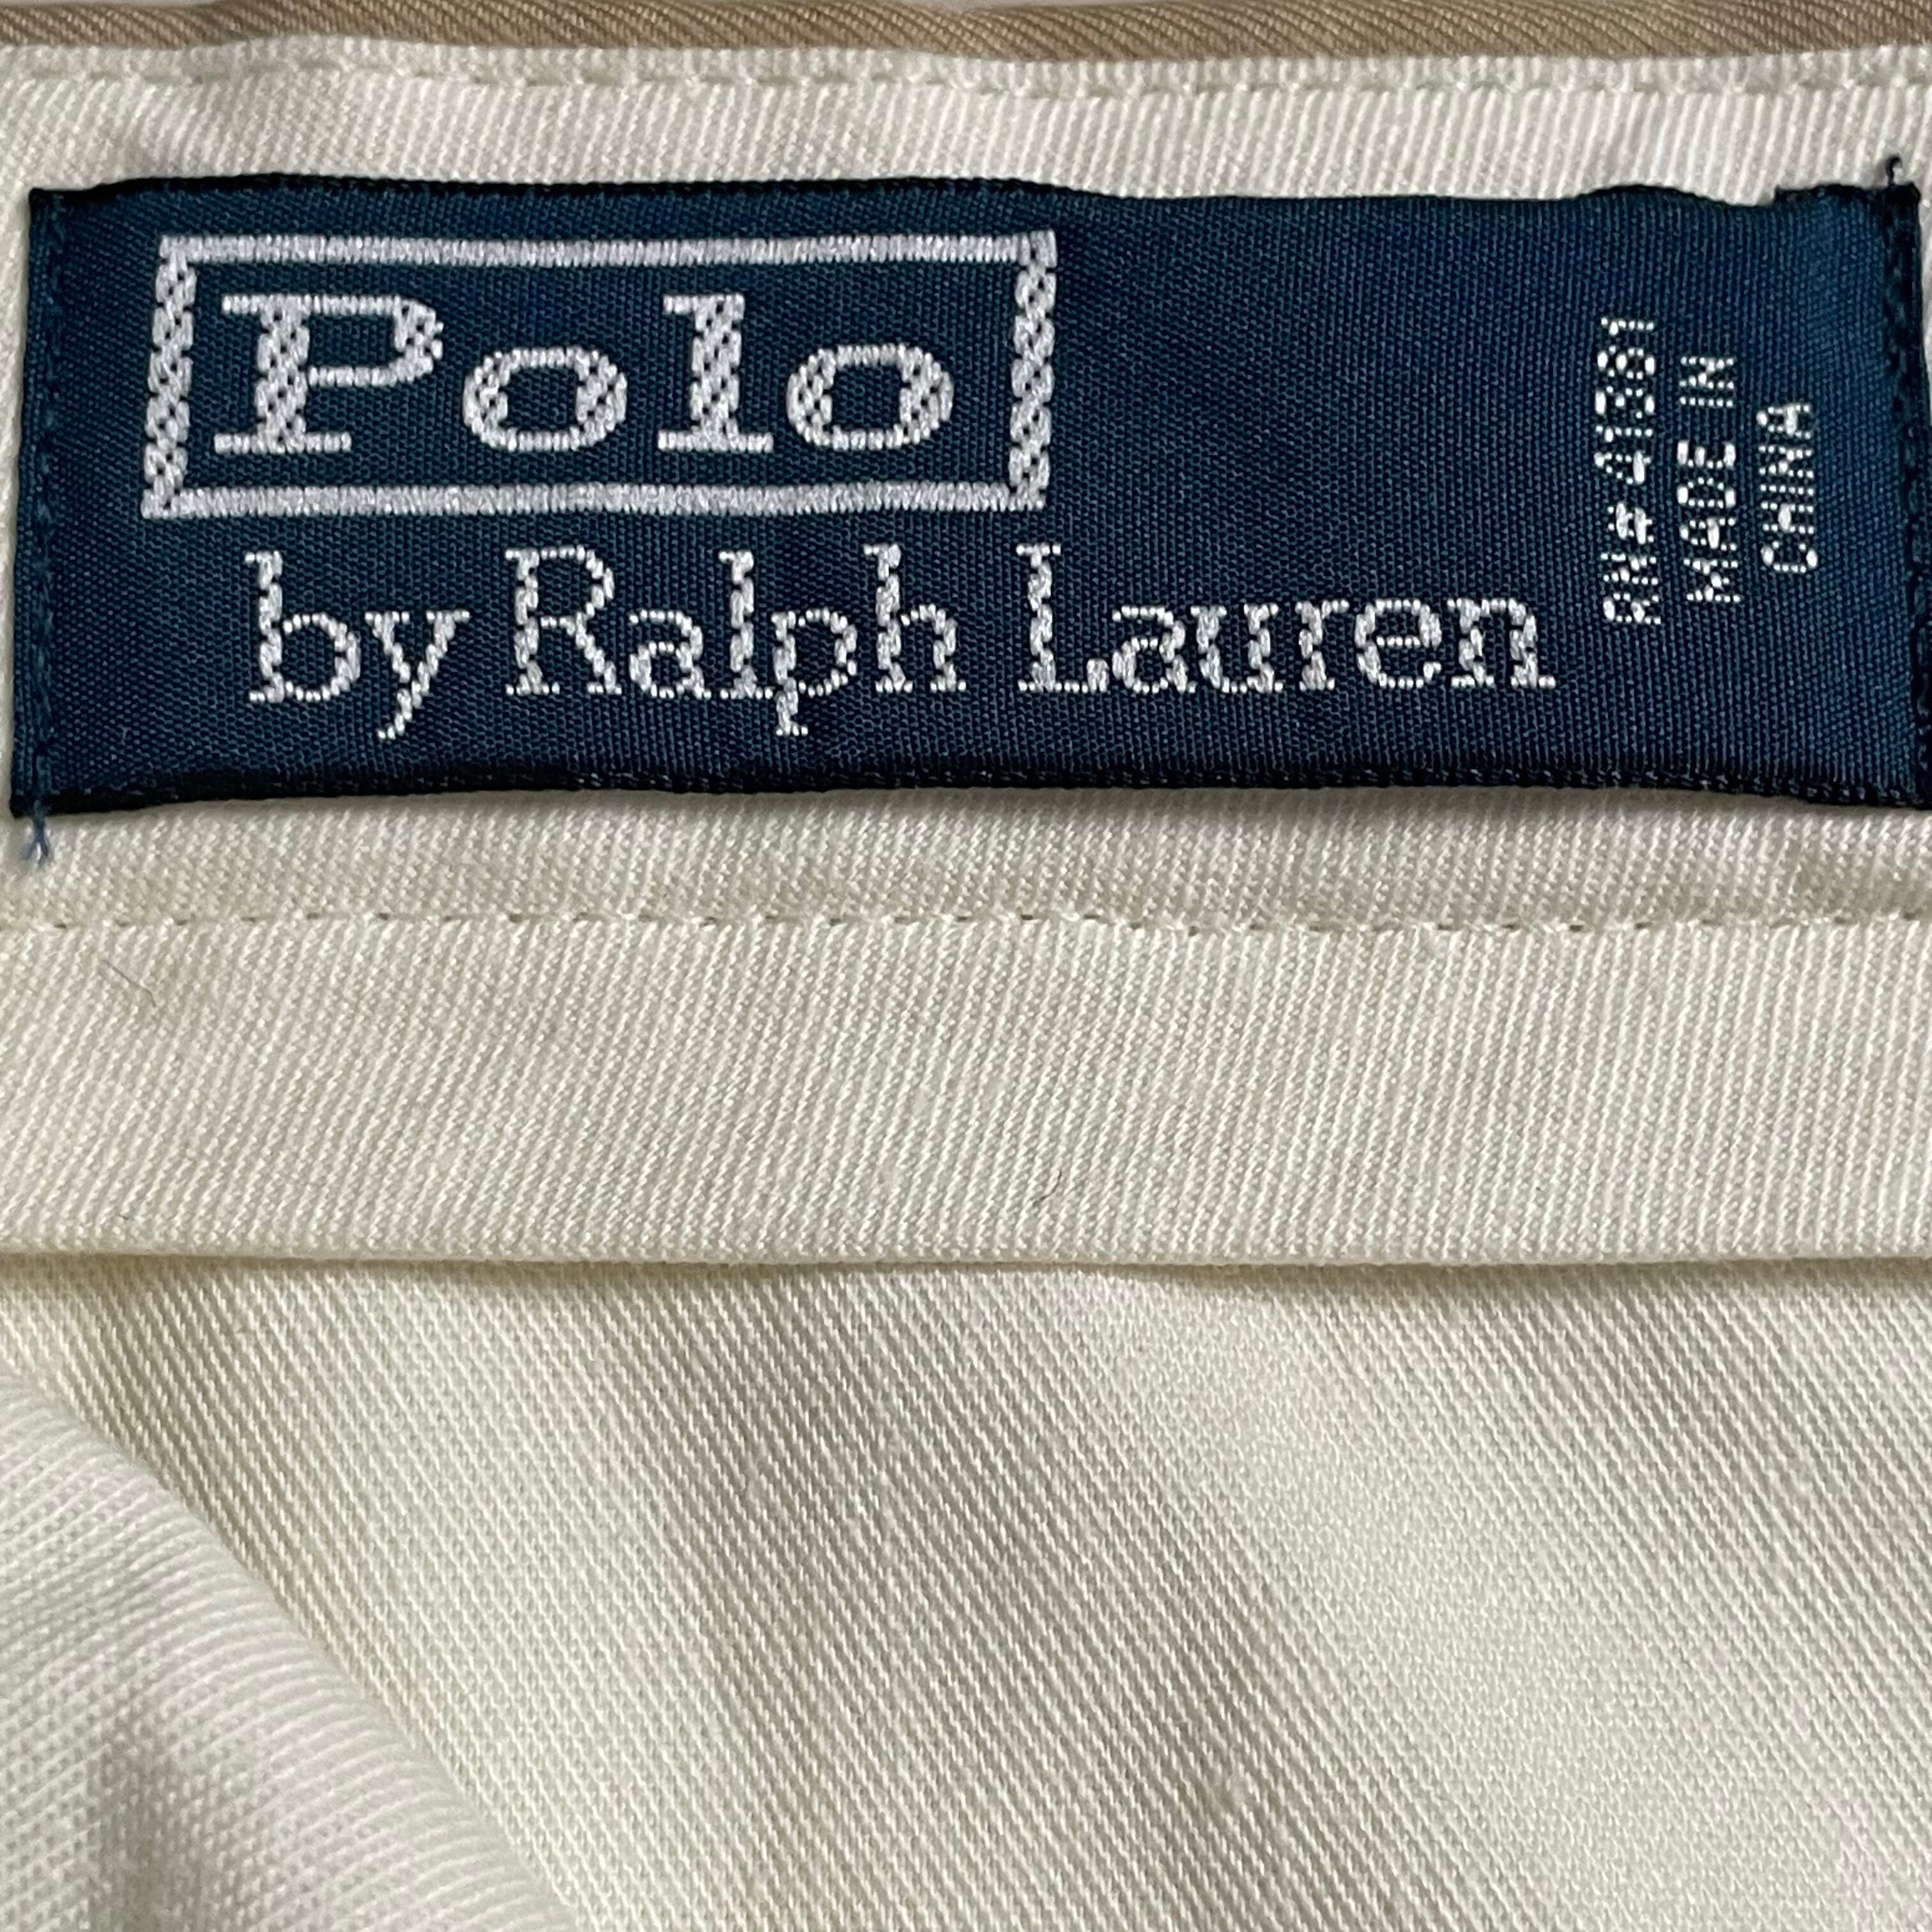 Polo
by Ralph Lauren
RN# 41381
MADE IN
CHINA